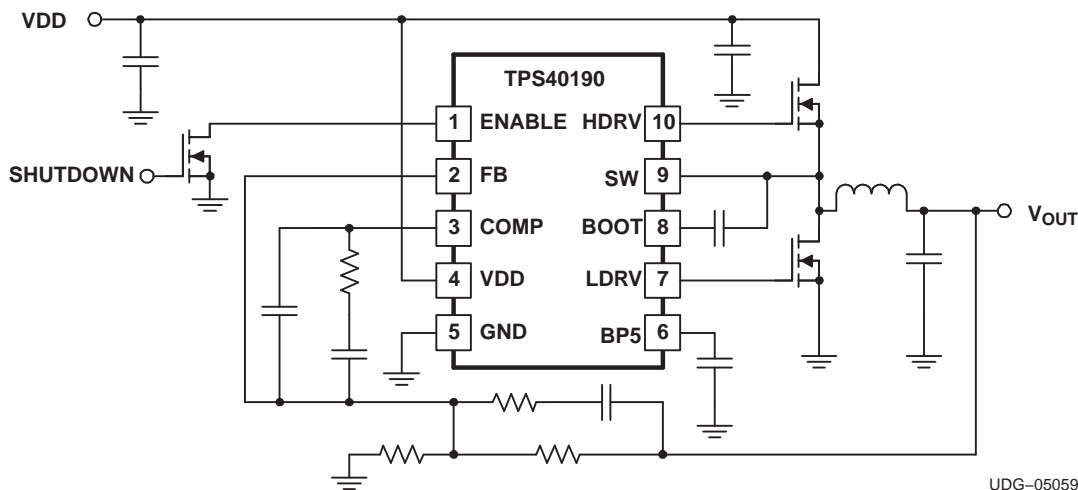 VDD
TPS40190
1 ENABLE HDRV 10
SHUTDOWN
2 FB SW 9
3 COMP BOOT 8
V_OUT
4 VDD LDRV 7
5 GND BP5 6
UDG–05059